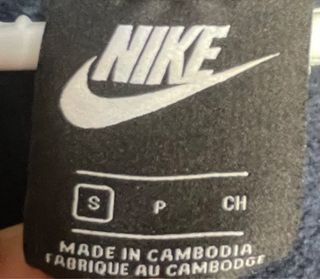 NIKE
S P CH
MADE IN CAMBODIA
FABRIQUE AU CAMBODGE